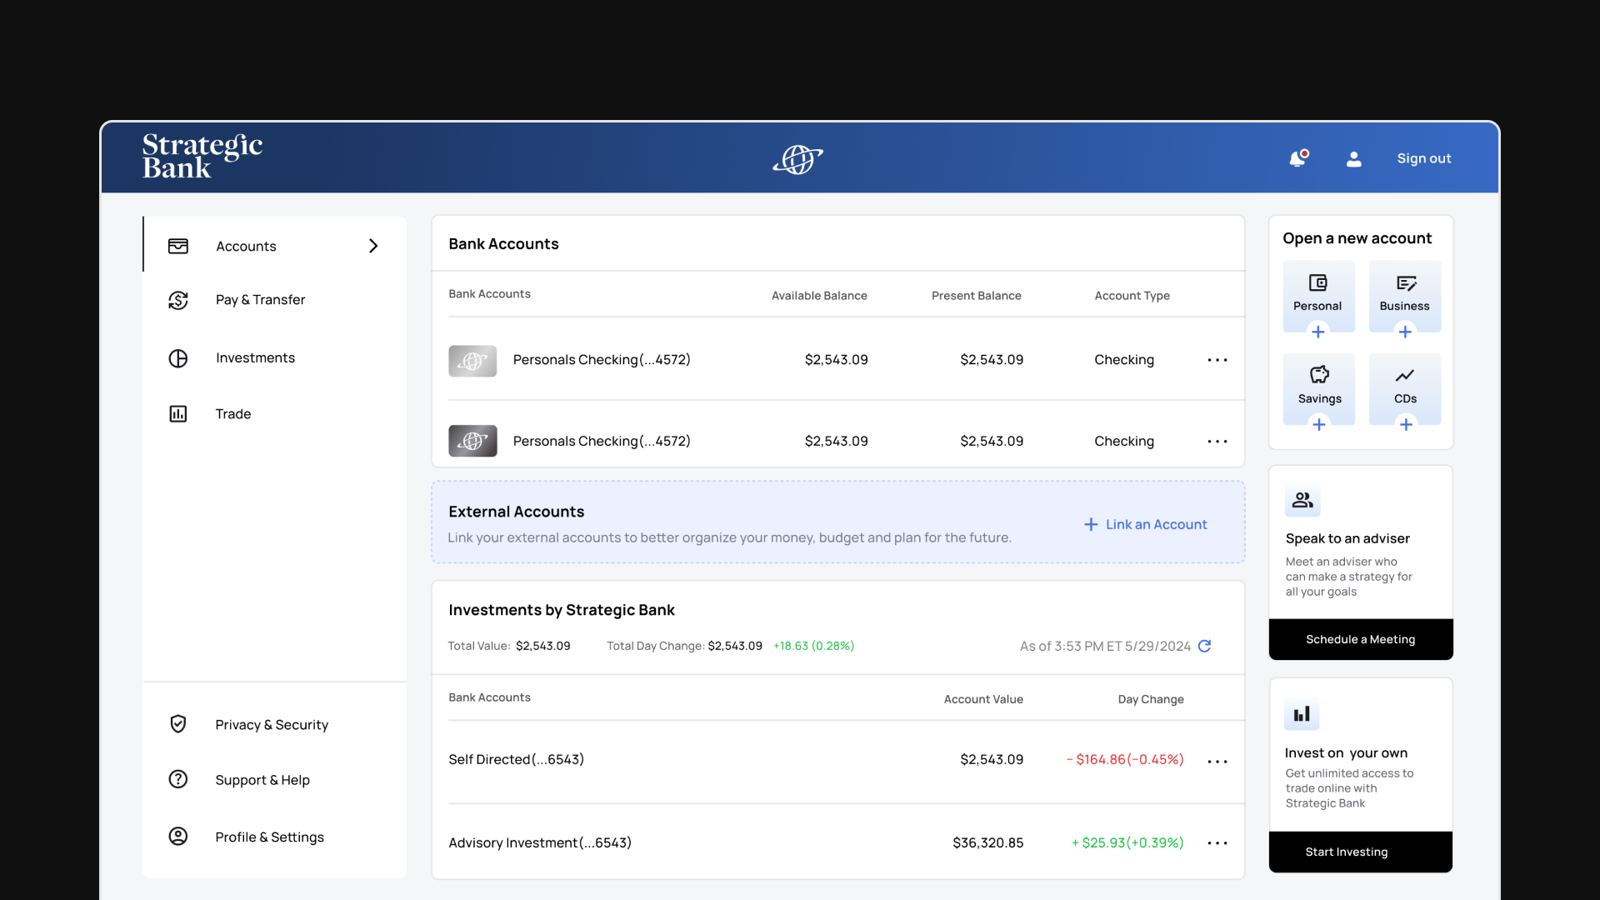 Strategic
Bank
Sign out
Accounts
Pay & Transfer
Investments
Trade
Privacy & Security
Support & Help
Profile & Settings
Bank Accounts
Bank Accounts Available Balance Present Balance Account Type
Personals Checking(...4572) $2,543.09 $2,543.09 Checking
Personals Checking(...4572) $2,543.09 $2,543.09 Checking
External Accounts
Link your external accounts to better organize your money, budget and plan for the future.
Link an Account
Investments by Strategic Bank
Total Value: $2,543.09 Total Day Change: $2,543.09 +18.63 (0.28%) As of 3:53 PM ET 5/29/2024
Bank Accounts Account Value Day Change
Self Directed(...6543) $2,543.09 − $164.86(−0.45%)
Advisory Investment(...6543) $36,320.85 + $25.93(+0.39%)
Open a new account
Personal Business
Savings CDs
Speak to an adviser
Meet an adviser who
can make a strategy for
all your goals
Schedule a Meeting
Invest on your own
Get unlimited access to
trade online with
Strategic Bank
Start Investing